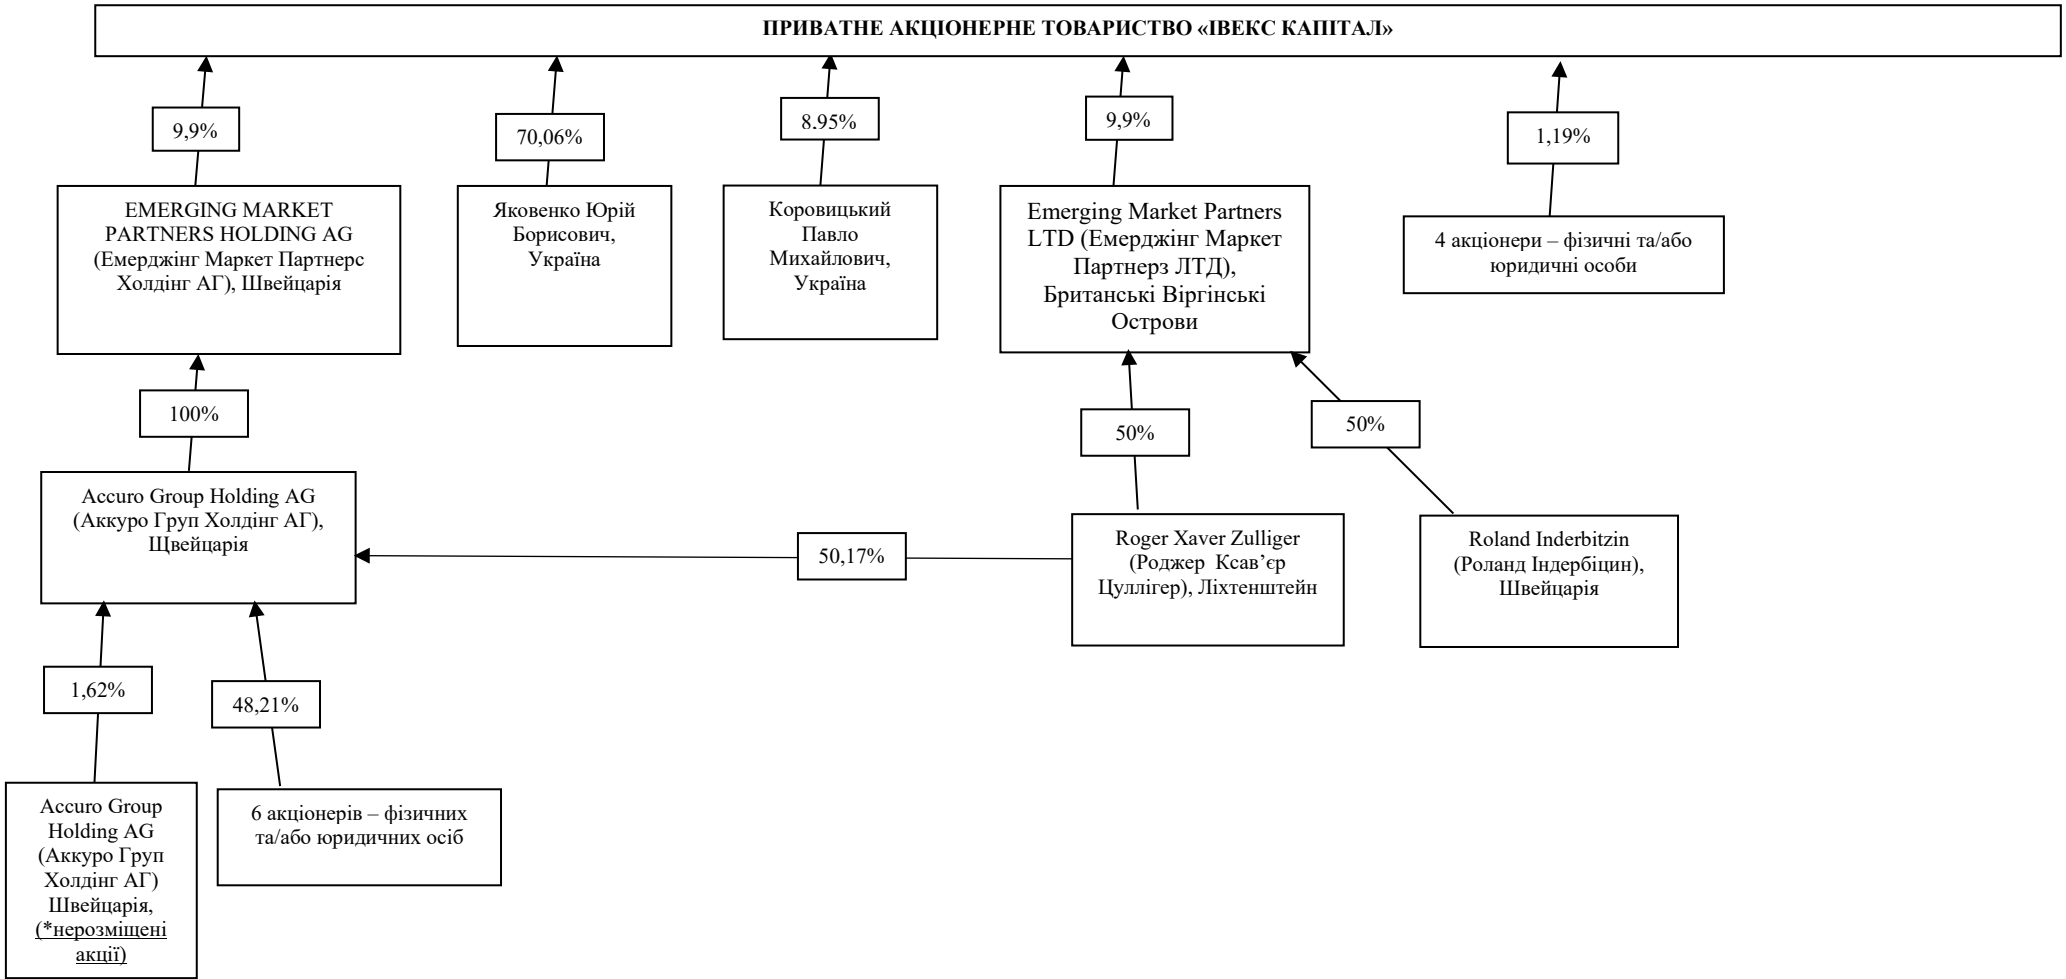 ПРИВАТНЕ АКЦІОНЕРНЕ ТОВАРИСТВО «ІВЕКС КАПІТАЛ»
9,9%
70,06%
8.95%
9,9%
1,19%
EMERGING MARKET
PARTNERS HOLDING AG
(Емерджінг Маркет Партнерс
Холдінг АГ), Швейцарія
Яковенко Юрій
Борисович,
Україна
Коровицький
Павло
Михайлович,
Україна
Emerging Market Partners
LTD (Емерджінг Маркет
Партнерз ЛТД),
Британські Віргінські
Острови
4 акціонери – фізичні та/або
юридичні особи
100%
50%
50%
Accuro Group Holding AG
(Аккуро Груп Холдінг АГ),
Щвейцарія
50,17%
Roger Xaver Zulliger
(Роджер Ксав’єр
Цуллігер), Ліхтенштейн
Roland Inderbitzin
(Роланд Індербіцин),
Швейцарія
1,62%
48,21%
Accuro Group
Holding AG
(Аккуро Груп
Холдінг АГ)
Швейцарія,
(*нерозміщені
акції)
6 акціонерів – фізичних
та/або юридичних осіб